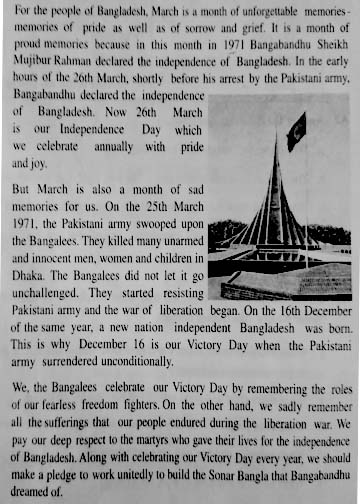 For the people of Bangladesh, March is a month of unforgettable memories-
memories of pride as well as of sorrow and grief. It is a month of
proud memories because in this month in 1971 Bangabandhu Sheikh
Mujibur Rahman declared the independence of Bangladesh. In the early
hours of the 26th March, shortly before his arrest by the Pakistani army,
Bangabandhu declared the independence
of Bangladesh. Now 26th March
is our Independence Day which
we celebrate annually with pride
and joy.
But March is also a month of sad
memories for us. On the 25th March
1971, the Pakistani army swooped upon
the Bangalees. They killed many unarmed
and innocent men, women and children in
Dhaka. The Bangalees did not let it go
unchallenged. They started resisting
Pakistani army and the war of liberation began. On the 16th December
of the same year, a new nation independent Bangladesh was born.
This is why December 16 is our Victory Day when the Pakistani
army surrendered unconditionally.
We, the Bangalees celebrate our Victory Day by remembering the roles
of our fearless freedom fighters. On the other hand, we sadly remember
all the sufferings that our people endured during the liberation war. We
pay our deep respect to the martyrs who gave their lives for the independence
of Bangladesh. Along with celebrating our Victory Day every year, we should
make a pledge to work unitedly to build the Sonar Bangla that Bangabandhu
dreamed of.